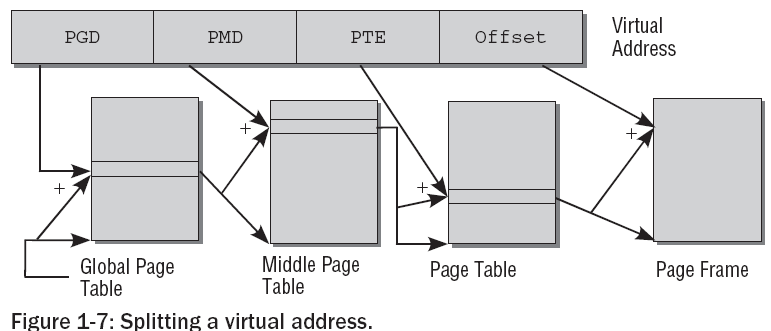 PGD PMD PTE Offset
Virtual
Address
+ + + +
Global Page
Table
Middle Page
Table
Page Table
Page Frame
Figure 1-7: Splitting a virtual address.